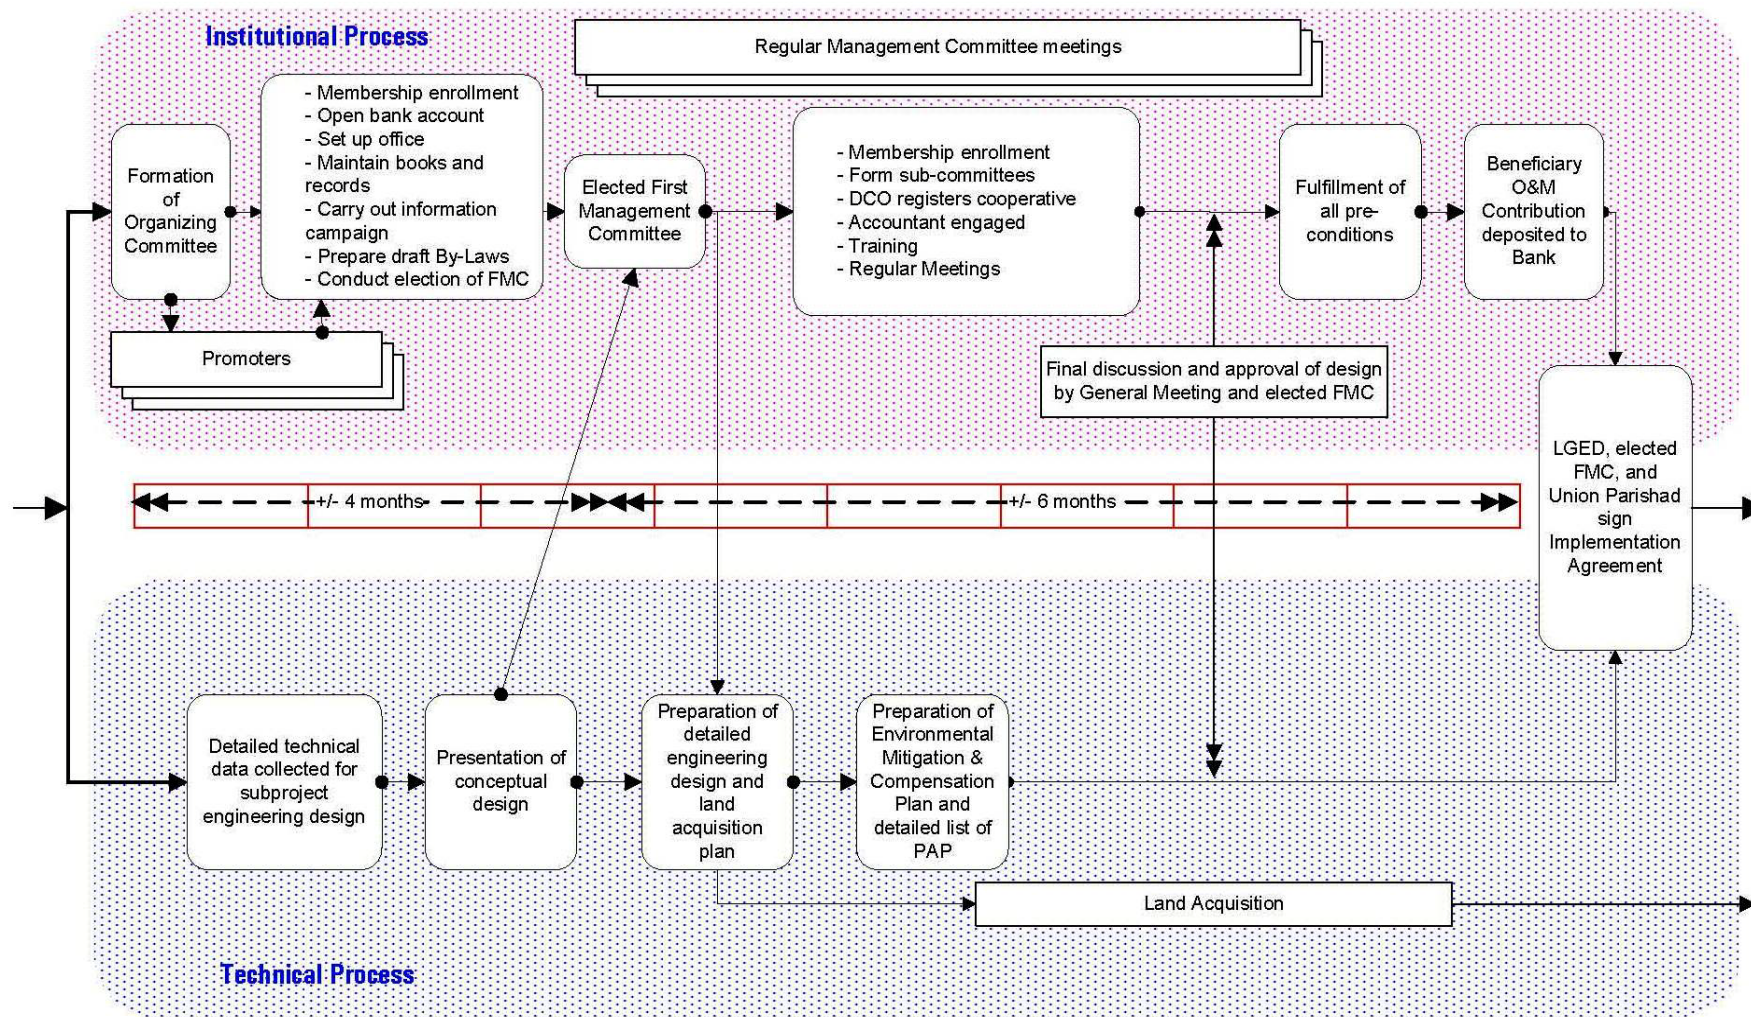 Institutional Process
Regular Management Committee meetings
Formation
of
Organizing
Committee
- Membership enrollment
- Open bank account
- Set up office
- Maintain books and
records
- Carry out information
campaign
- Prepare draft By-Laws
- Conduct election of FMC
Elected First
Management
Committee
- Membership enrollment
- Form sub-committees
- DCO registers cooperative
- Accountant engaged
- Training
- Regular Meetings
Fulfillment of
all pre-
conditions
Beneficiary
O&M
Contribution
deposited to
Bank
Promoters
Final discussion and approval of design
by General Meeting and elected FMC
LGED, elected
FMC, and
Union Parishad
sign
Implementation
Agreement
+/- 4 months
+/- 6 months
Detailed technical
data collected for
subproject
engineering design
Presentation of
conceptual
design
Preparation of
detailed
engineering
design and
land
acquisition
plan
Preparation of
Environmental
Mitigation &
Compensation
Plan and
detailed list of
PAP
Land Acquisition
Technical Process